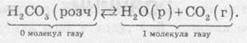 H₂CO₃ (розч) ⇄ H₂O (р) + CO₂ (г).
0 молекул газу 1 молекула газу